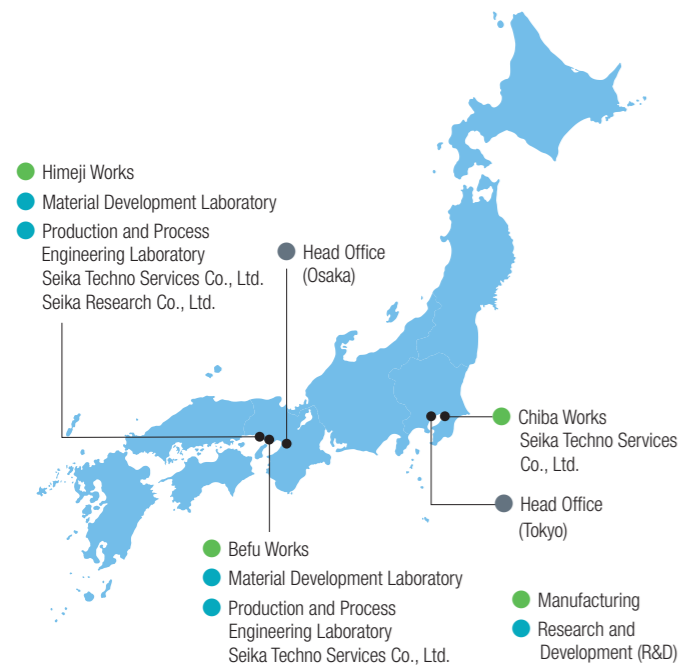 Himeji Works
Material Development Laboratory
Production and Process
Engineering Laboratory
Seika Techno Services Co., Ltd.
Seika Research Co., Ltd.
Head Office
(Osaka)
Chiba Works
Seika Techno Services
Co., Ltd.
Head Office
(Tokyo)
Befu Works
Material Development Laboratory
Production and Process
Engineering Laboratory
Seika Techno Services Co., Ltd.
Manufacturing
Research and
Development (R&D)